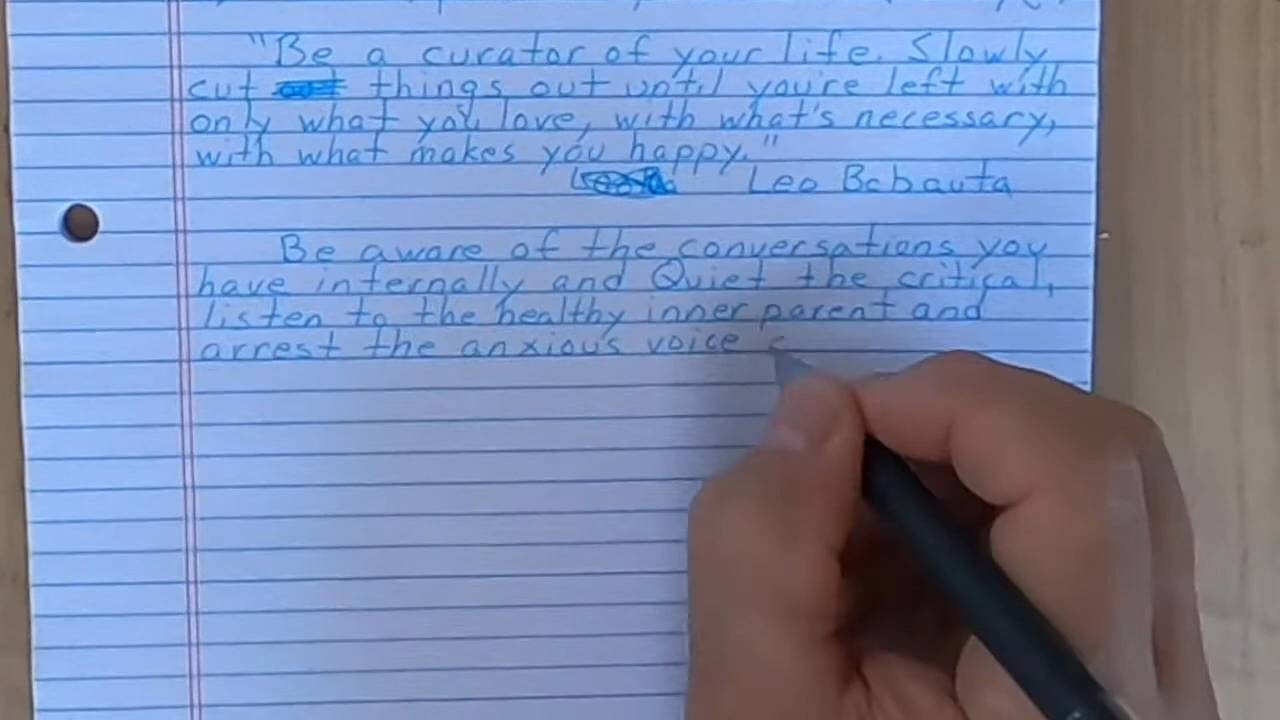 "Be a curator of your life. Slowly
cut things out until you're left with
only what you love, with what's necessary,
with what makes you happy."
Leo Babauta
Be aware of the conversations you
have internally and Quiet the critical,
listen to the healthy inner parent and
arrest the anxious voice